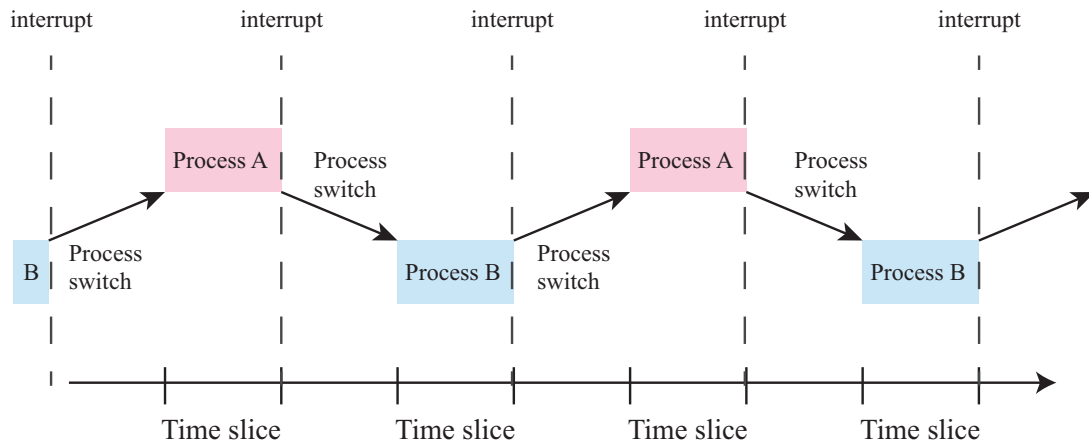 interrupt interrupt interrupt interrupt interrupt
Process A
Process
switch
Process A
Process
switch
B
Process
switch
Process B
Process
switch
Process B
Time slice Time slice Time slice Time slice